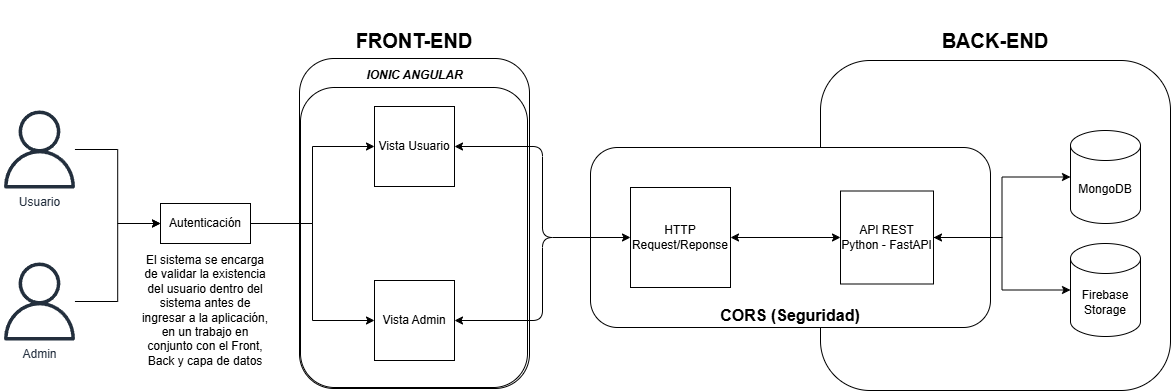 FRONT-END
BACK-END
IONIC ANGULAR
Vista Usuario
Usuario
Autenticación
El sistema se encarga
de validar la existencia
del usuario dentro del
sistema antes de
ingresar a la aplicación,
en un trabajo en
conjunto con el Front,
Back y capa de datos
Admin
Vista Admin
HTTP
Request/Reponse
API REST
Python - FastAPI
CORS (Seguridad)
MongoDB
Firebase
Storage